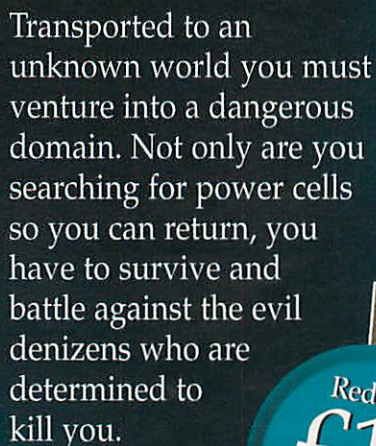 Transported to an
unknown world you must
venture into a dangerous
domain. Not only are you
searching for power cells
so you can return, you
have to survive and
battle against the evil
denizens who are
determined to
kill you.